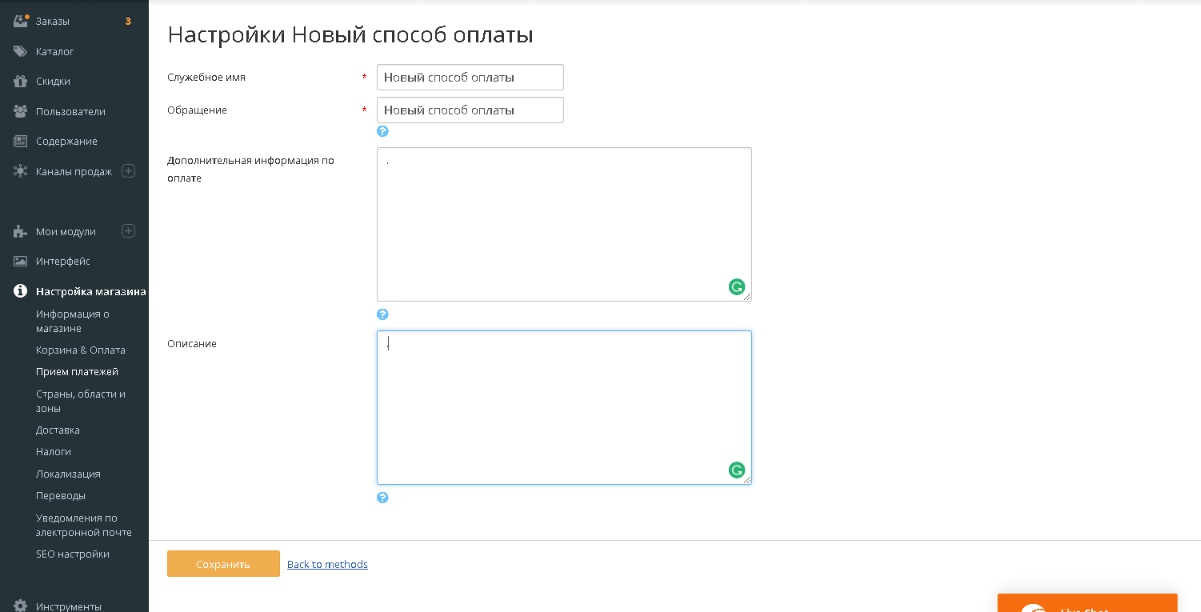 Заказы 3
Каталог
Скидки
Пользователи
Содержание
Каналы продаж
Мои модули
Интерфейс
Настройка магазина
Информация о
магазине
Корзина & Оплата
Прием платежей
Страны, области и
зоны
Доставка
Налоги
Локализация
Переводы
Уведомления по
электронной почте
SEO настройки
Инструменты
Настройки Новый способ оплаты
Служебное имя * Новый способ оплаты
Обращение * Новый способ оплаты
?
Дополнительная информация по
оплате
.
?
Описание
.
?
Сохранить Back to methods
Live Chat